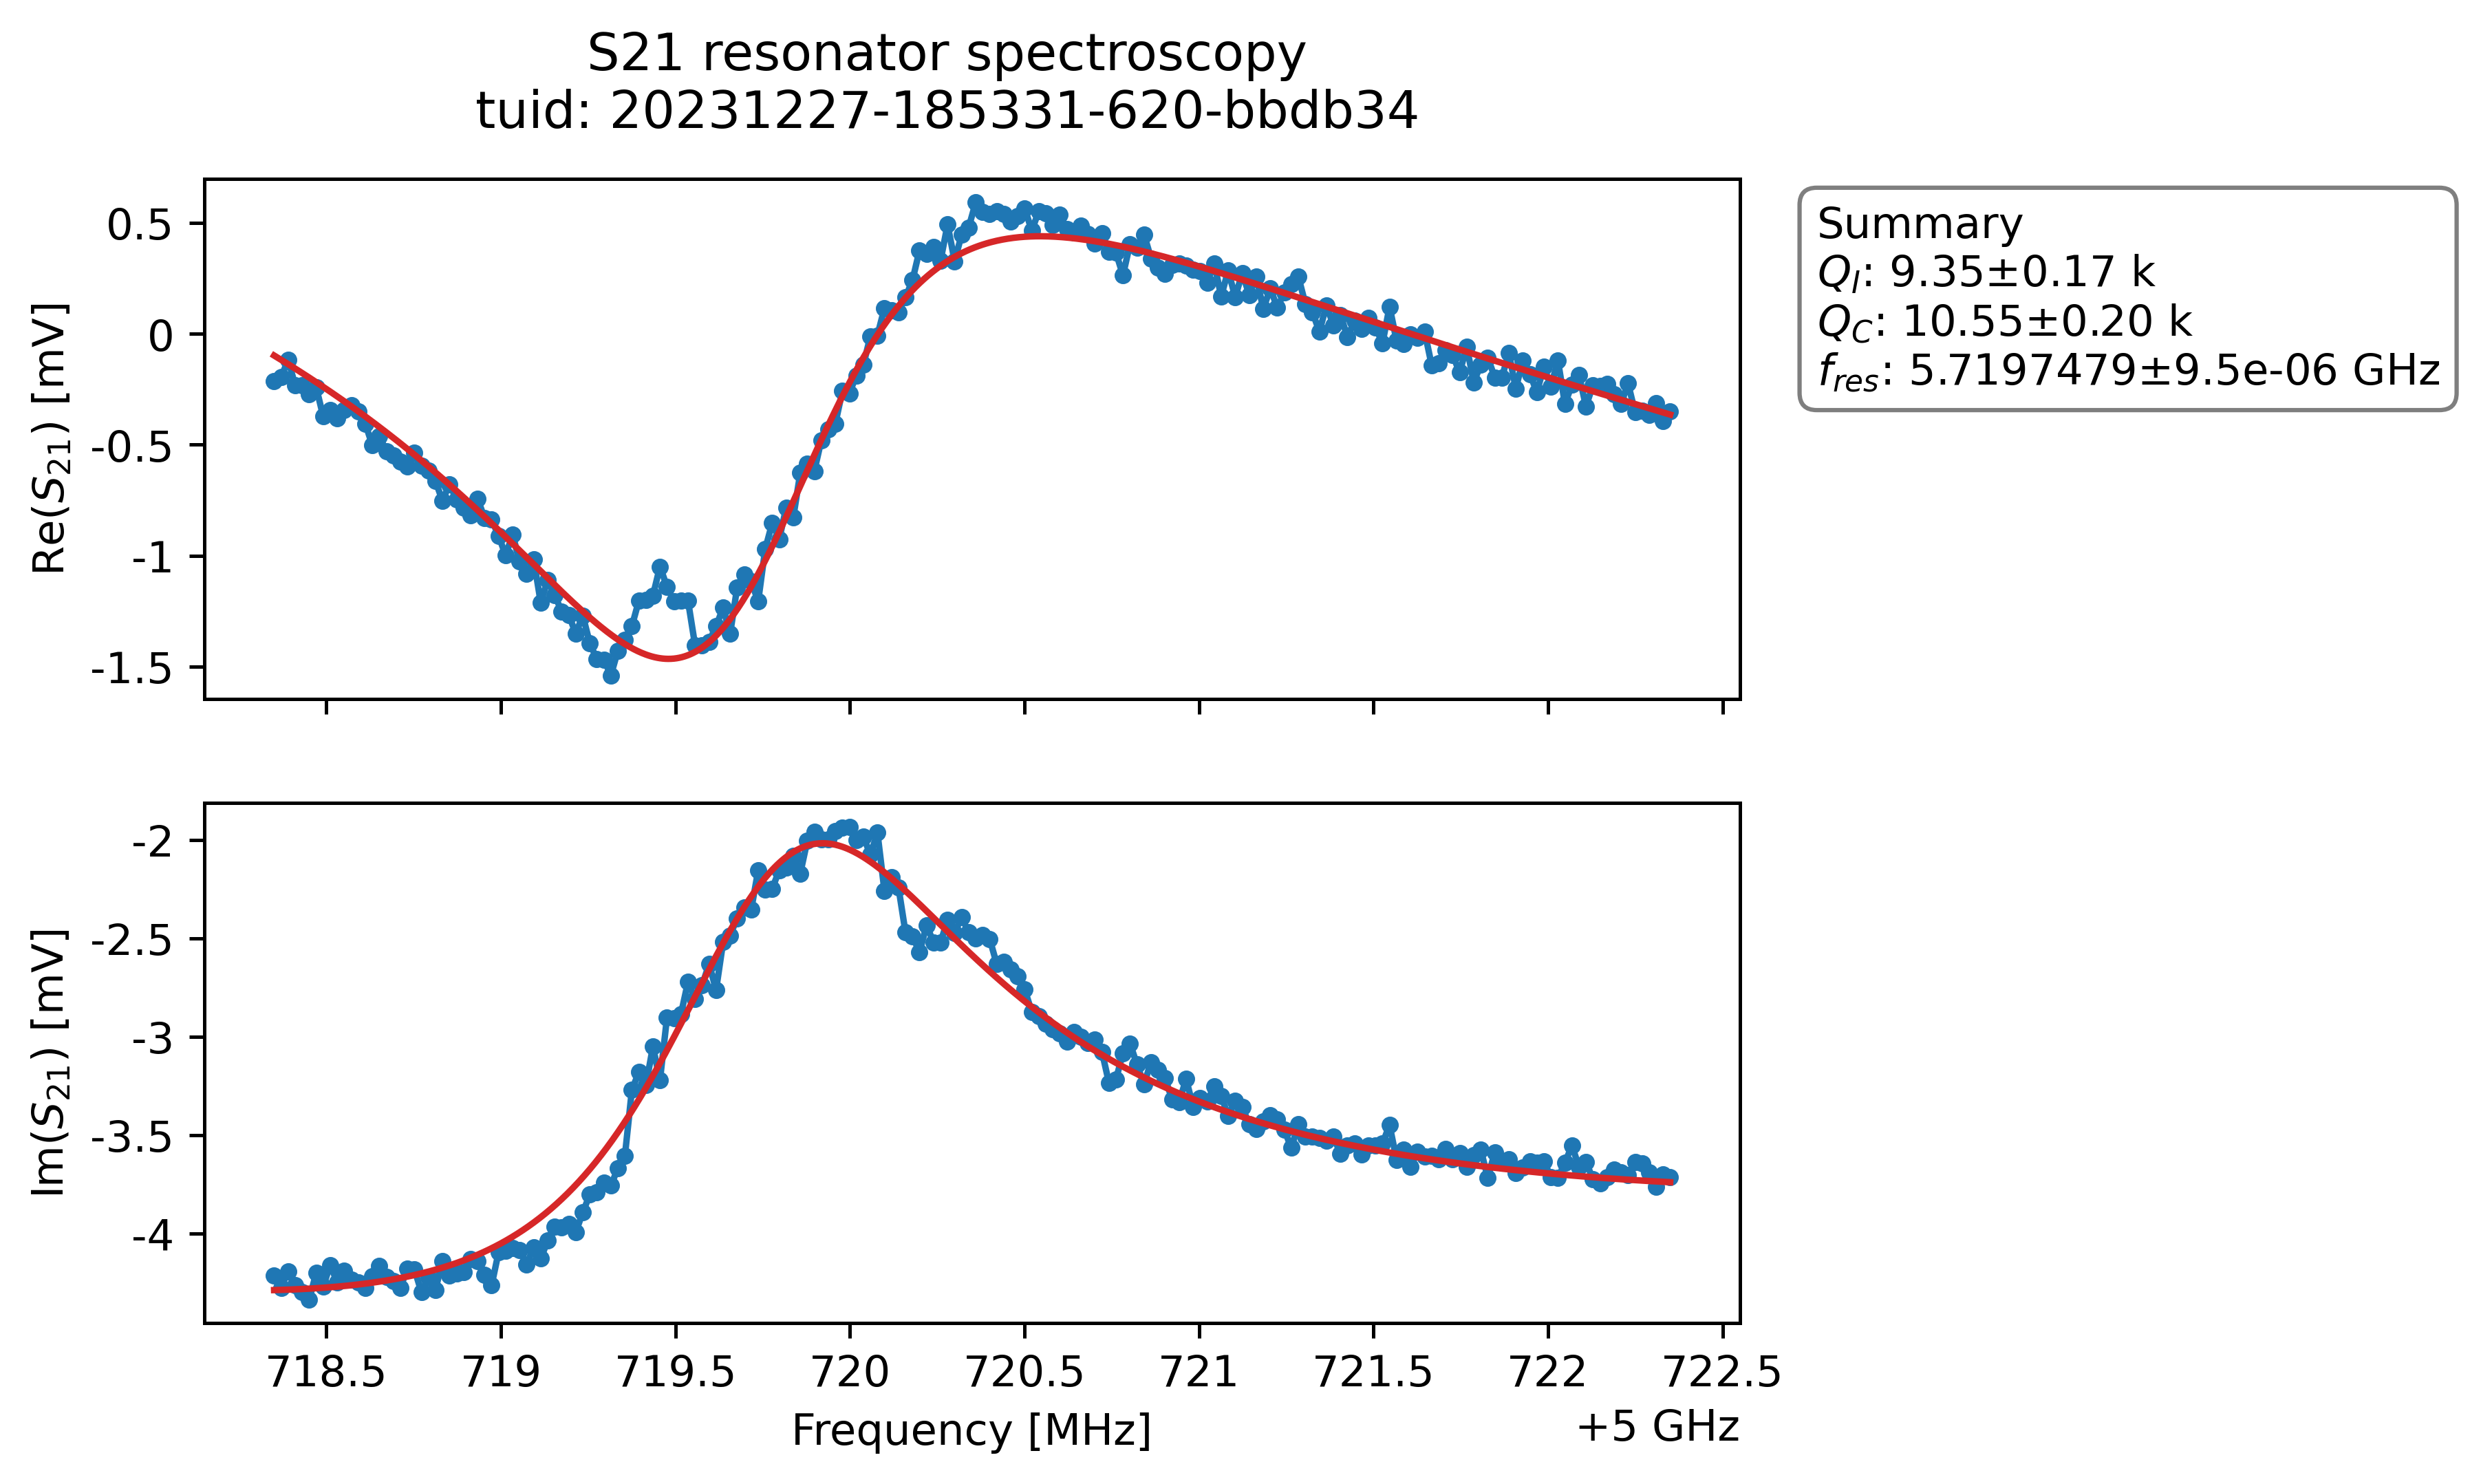 S21 resonator spectroscopy
tuid: 20231227-185331-620-bbdb34
0.5
0
-0.5
-1
-1.5
Re(S₂₁) [mV]
Summary
Q_I: 9.35±0.17 k
Q_C: 10.55±0.20 k
f_res: 5.7197479±9.5e-06 GHz
-2
-2.5
-3
-3.5
-4
Im(S₂₁) [mV]
718.5 719 719.5 720 720.5 721 721.5 722 722.5
Frequency [MHz]
+5 GHz